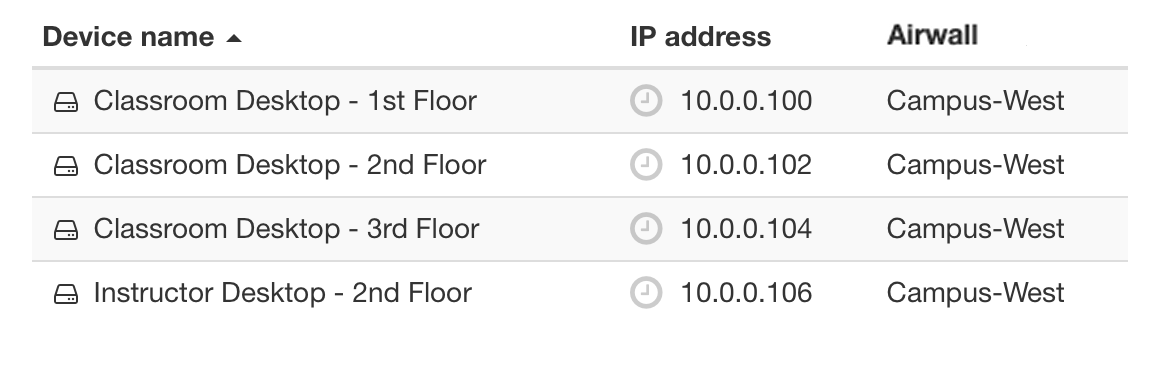 Device name IP address Airwall
Classroom Desktop - 1st Floor 10.0.0.100 Campus-West
Classroom Desktop - 2nd Floor 10.0.0.102 Campus-West
Classroom Desktop - 3rd Floor 10.0.0.104 Campus-West
Instructor Desktop - 2nd Floor 10.0.0.106 Campus-West